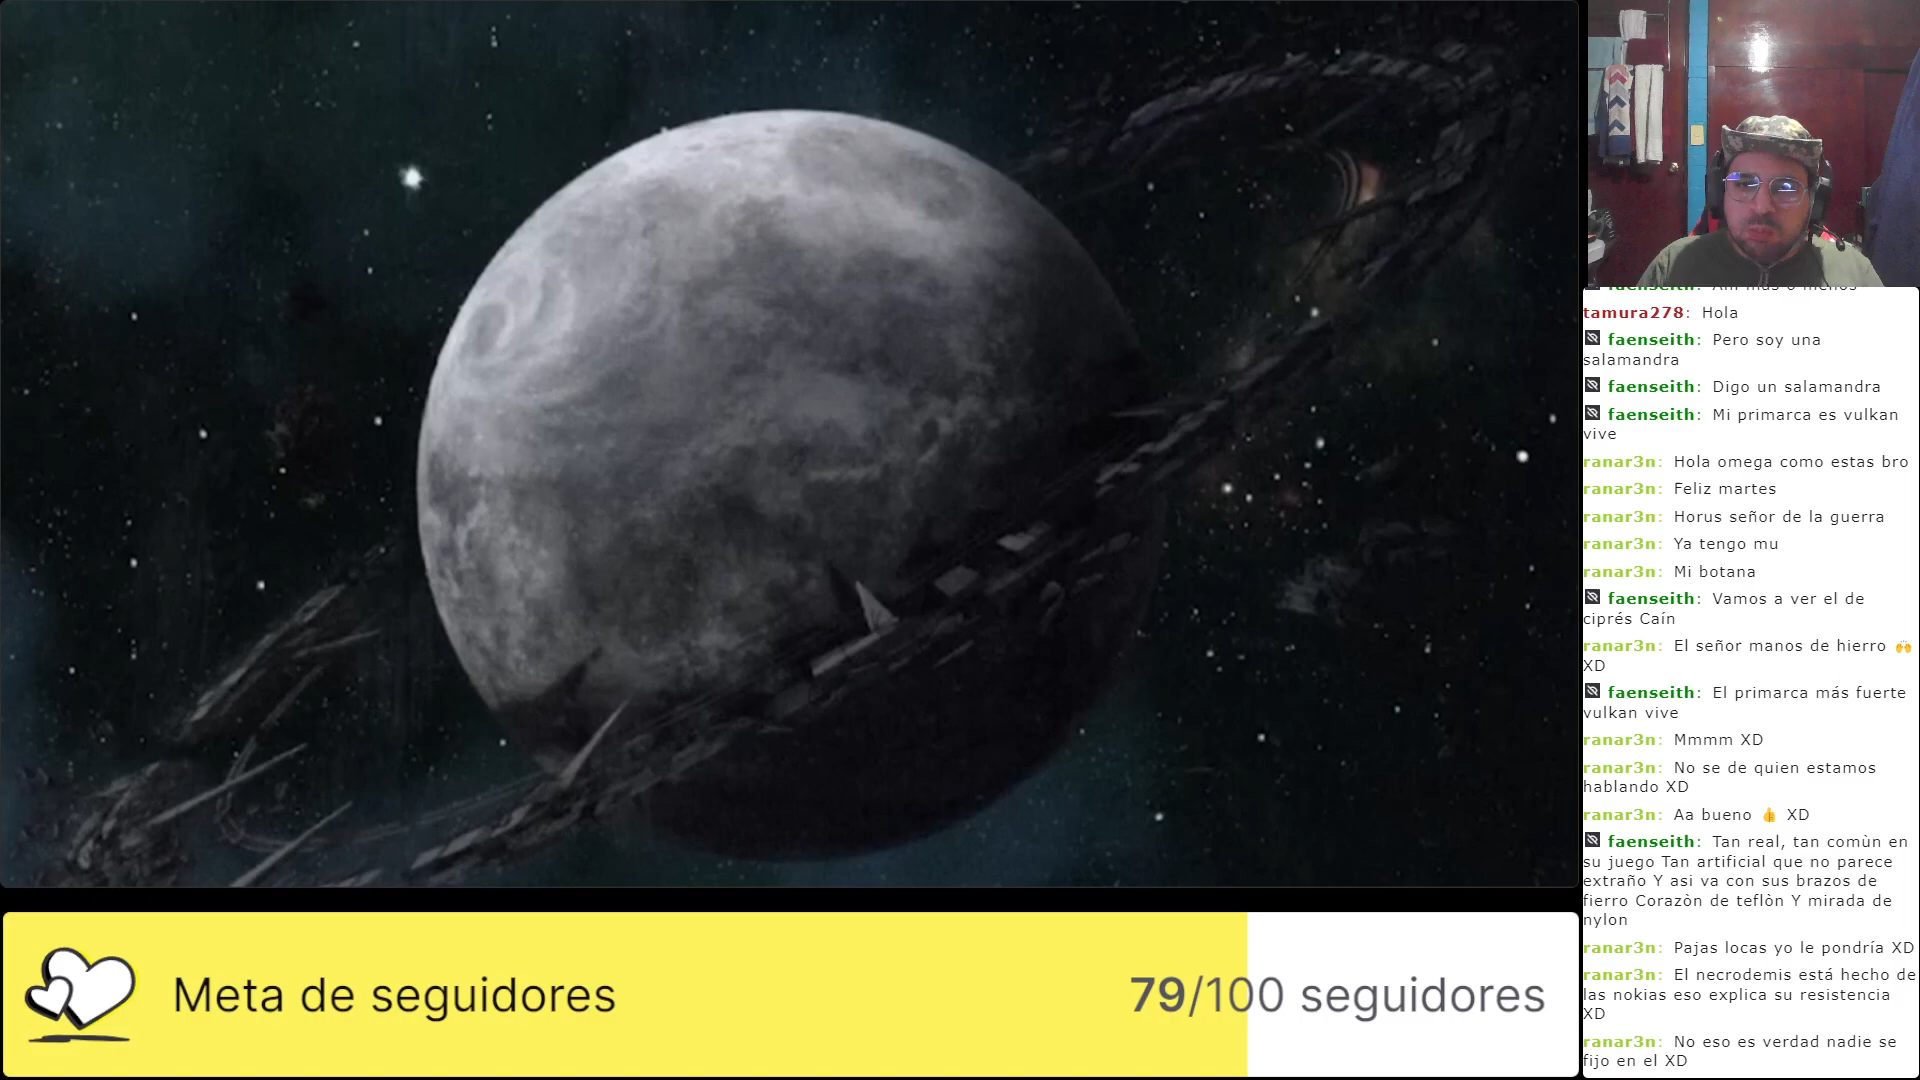 faenseith: Ahí más o menos
tamura278: Hola
faenseith: Pero soy una
salamandra
faenseith: Digo un salamandra
faenseith: Mi primarca es vulkan
vive
ranar3n: Hola omega como estas bro
ranar3n: Feliz martes
ranar3n: Horus señor de la guerra
ranar3n: Ya tengo mu
ranar3n: Mi botana
faenseith: Vamos a ver el de
ciprés Caín
ranar3n: El señor manos de hierro 🙌
XD
faenseith: El primarca más fuerte
vulkan vive
ranar3n: Mmmm XD
ranar3n: No se de quien estamos
hablando XD
ranar3n: Aa bueno 👍 XD
faenseith: Tan real, tan comùn en
su juego Tan artificial que no parece
extraño Y asi va con sus brazos de
fierro Corazòn de teflòn Y mirada de
nylon
ranar3n: Pajas locas yo le pondría XD
ranar3n: El necrodemis está hecho de
las nokias eso explica su resistencia
XD
ranar3n: No eso es verdad nadie se
fijo en el XD
Meta de seguidores
79/100 seguidores